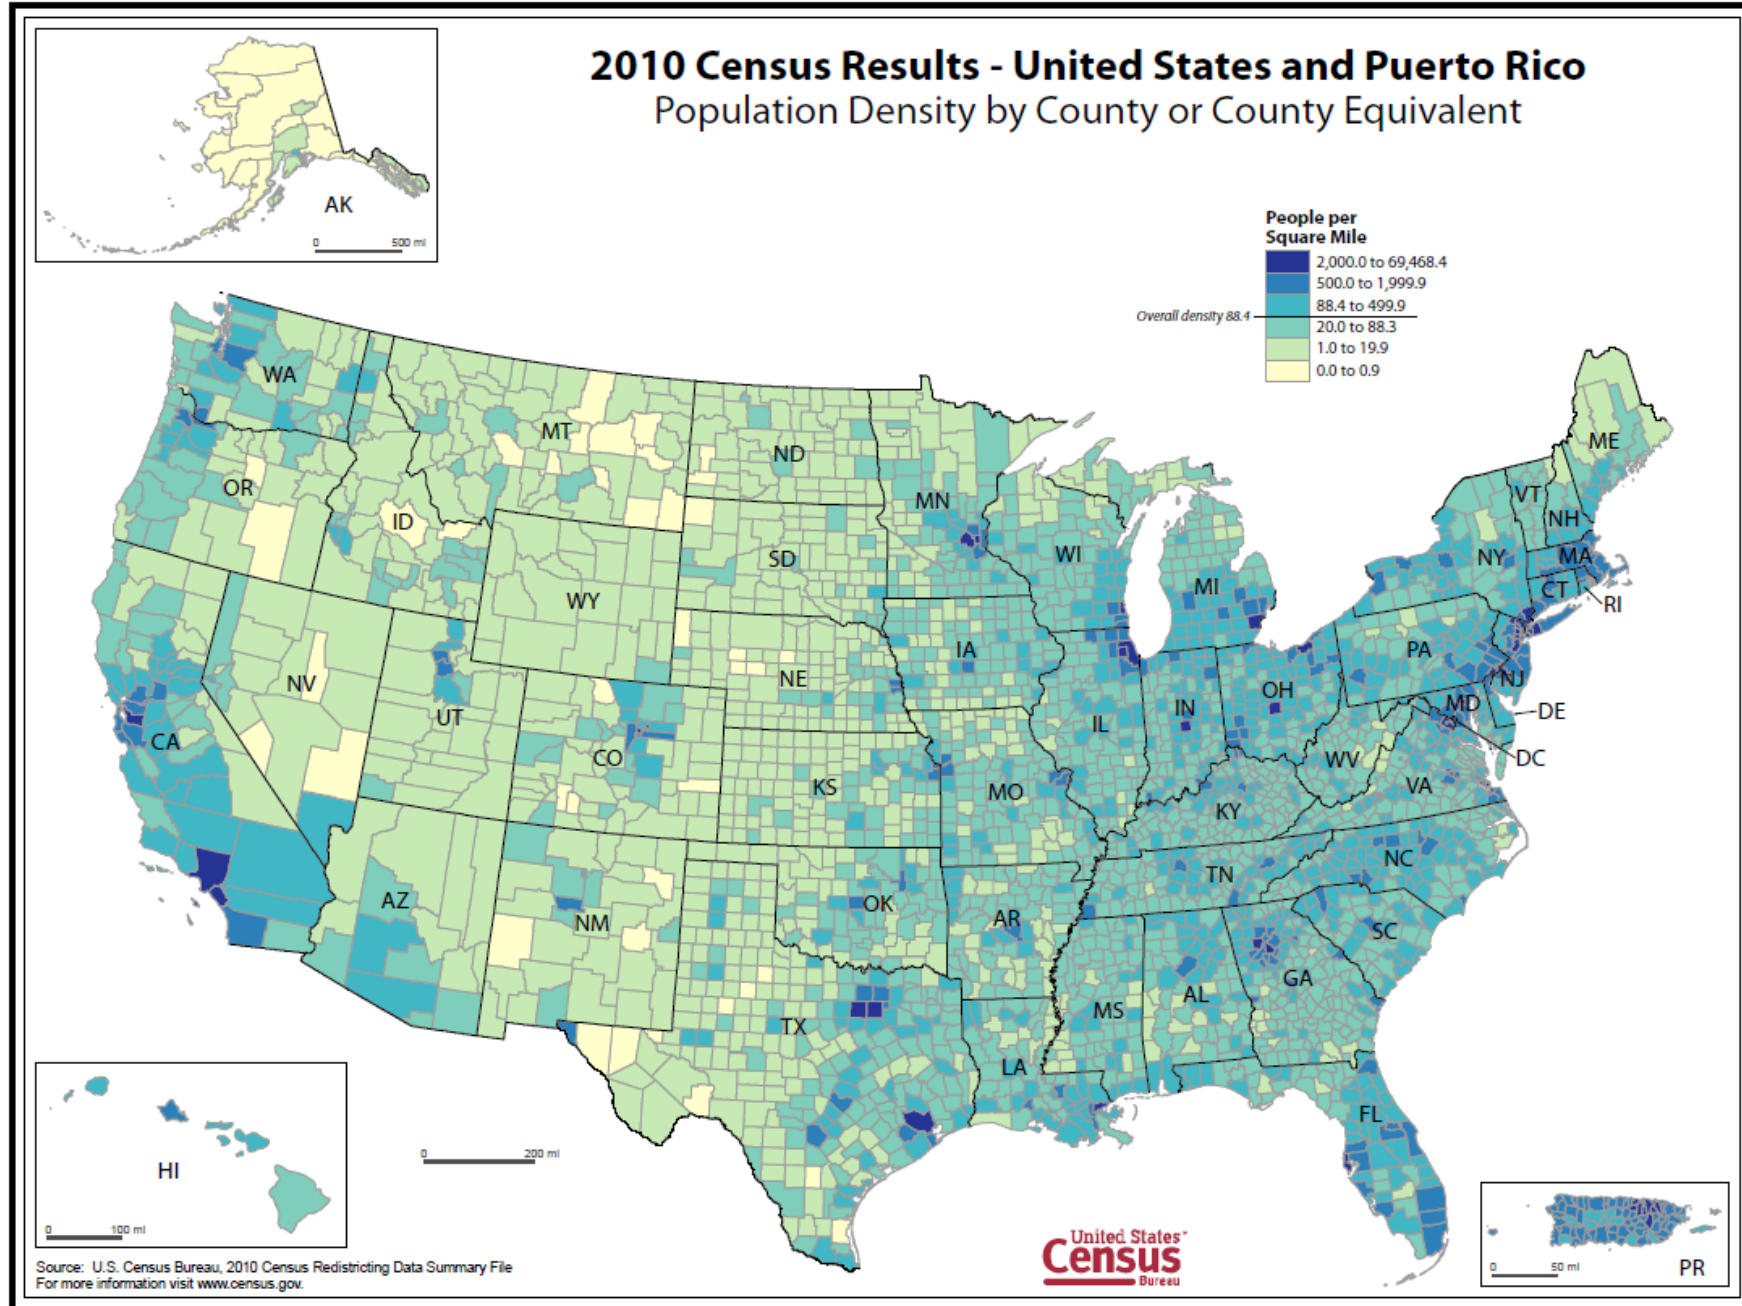 2010 Census Results - United States and Puerto Rico
Population Density by County or County Equivalent
AK
0 500 mi
People per
Square Mile
2,000.0 to 69,468.4
500.0 to 1,999.9
88.4 to 499.9
Overall density 88.4
20.0 to 88.3
1.0 to 19.9
0.0 to 0.9
WA
MT
ND
MN
ME
OR
ID
SD
WI
MI
NY
VT
NH
MA
CT
RI
WY
IA
PA
NJ
NV
UT
NE
IL
IN
OH
MD
DE
DC
CA
CO
KS
MO
WV
VA
KY
AZ
NM
OK
AR
TN
NC
SC
TX
LA
MS
AL
GA
FL
HI
0 100 mi
0 200 mi
United States™
Census
Bureau
PR
0 50 mi
Source: U.S. Census Bureau, 2010 Census Redistricting Data Summary File
For more information visit www.census.gov.